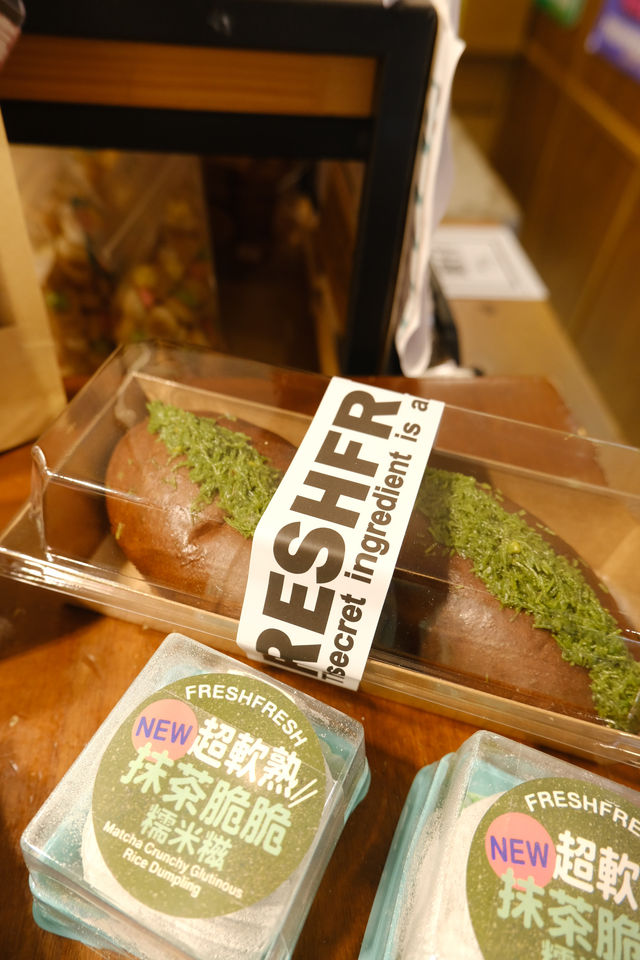 RESHFR
secret ingredient is a
FRESHFRESH
NEW
超軟熟
抹茶脆脆
糯米糍
Matcha Crunchy Glutinous
Rice Dumpling
FRESHFRE
NEW
超軟
抹茶脆